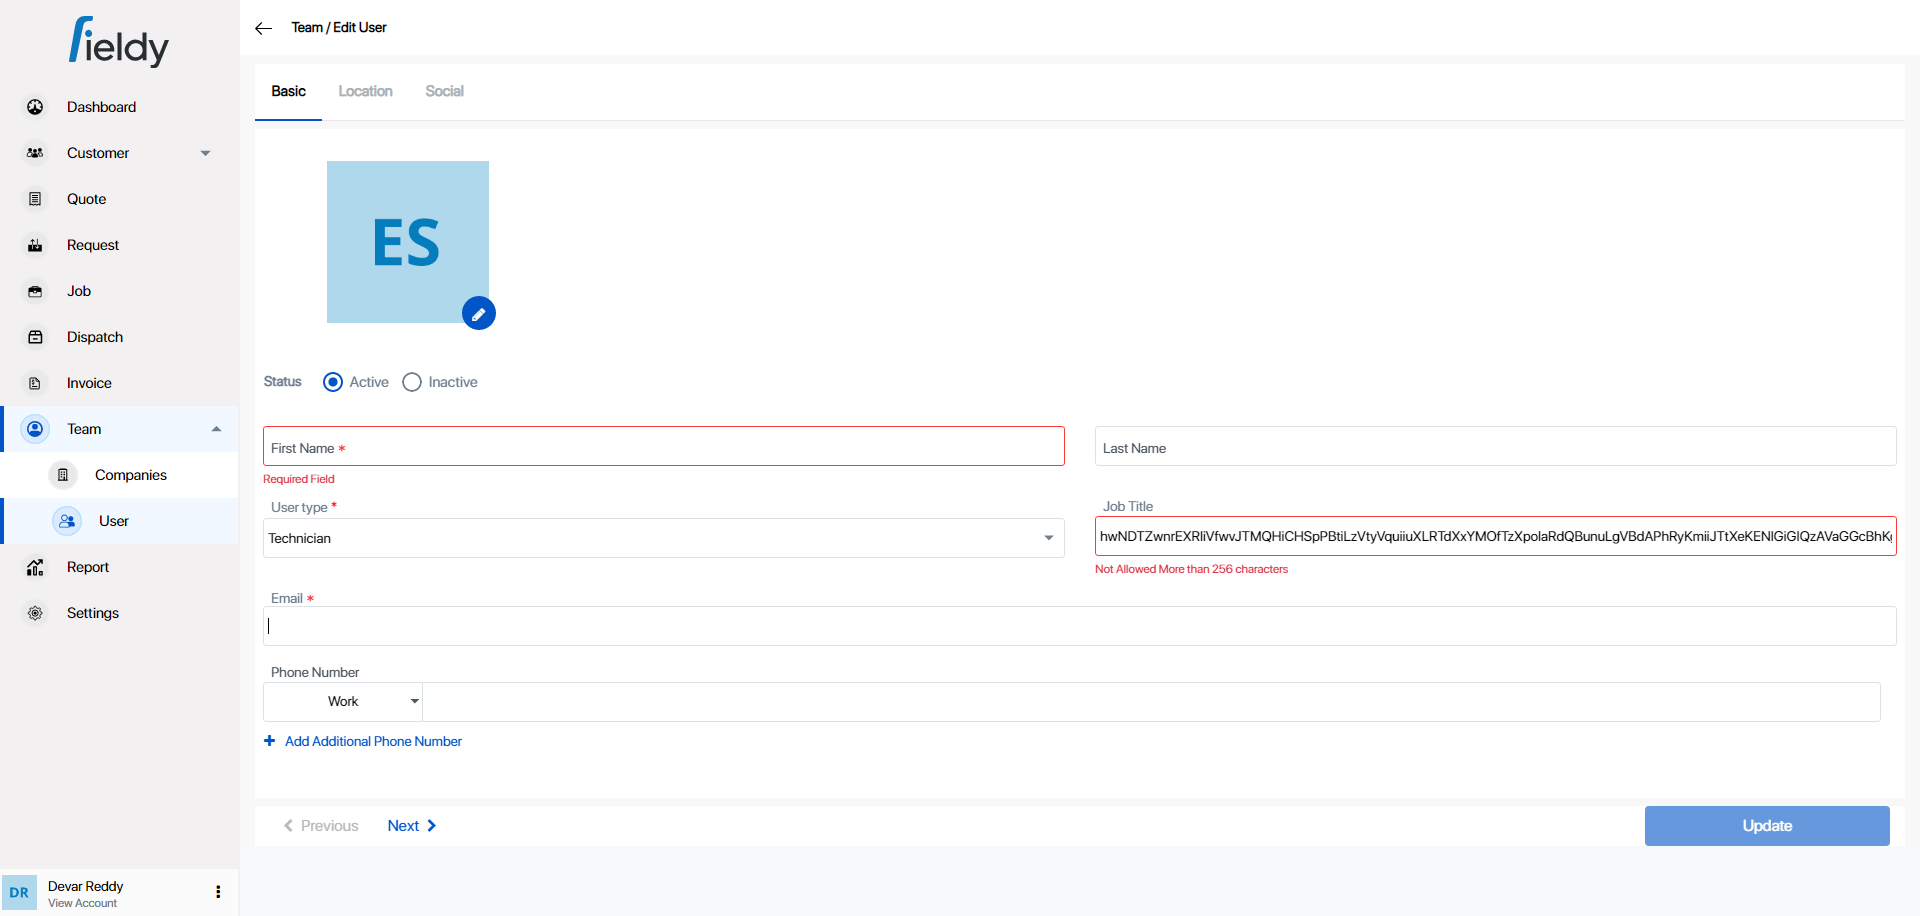 fieldy
Dashboard
Customer
Quote
Request
Job
Dispatch
Invoice
Team
Companies
User
Report
Settings
DR
Devar Reddy
View Account
Team / Edit User
Basic Location Social
ES
Status Active Inactive
First Name *
Last Name
Required Field
User type *
Technician
Job Title
Not Allowed More than 256 characters
Email *
Phone Number
Work
+ Add Additional Phone Number
Previous Next
Update